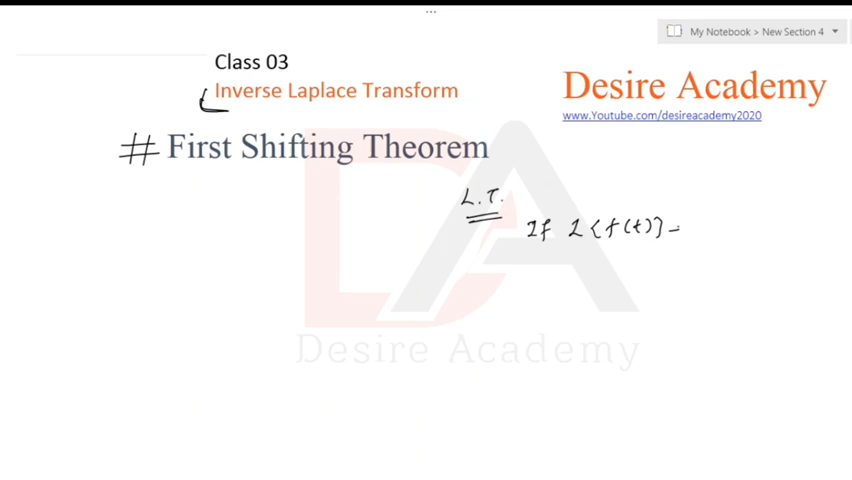 ...
My Notebook > New Section 4
Class 03
Inverse Laplace Transform
Desire Academy
www.Youtube.com/desireacademy2020
# First Shifting Theorem
L.T.
If L{f(t)} =
DA
Desire Academy